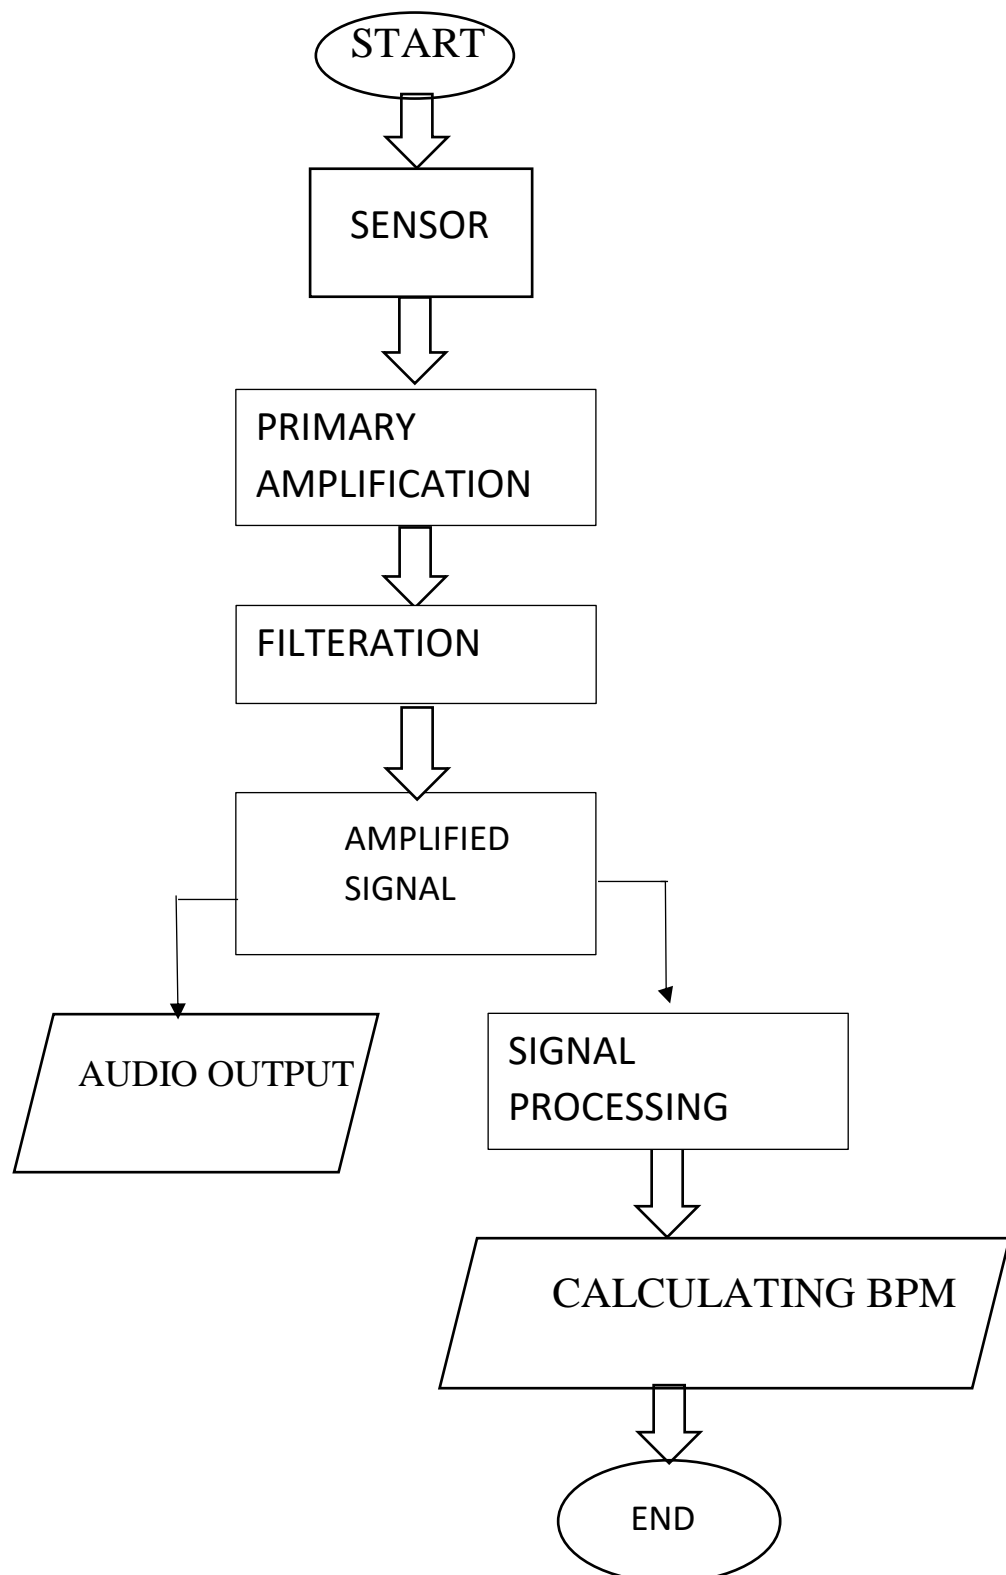 START
SENSOR
PRIMARY
AMPLIFICATION
FILTERATION
AMPLIFIED
SIGNAL
AUDIO OUTPUT
SIGNAL
PROCESSING
CALCULATING BPM
END